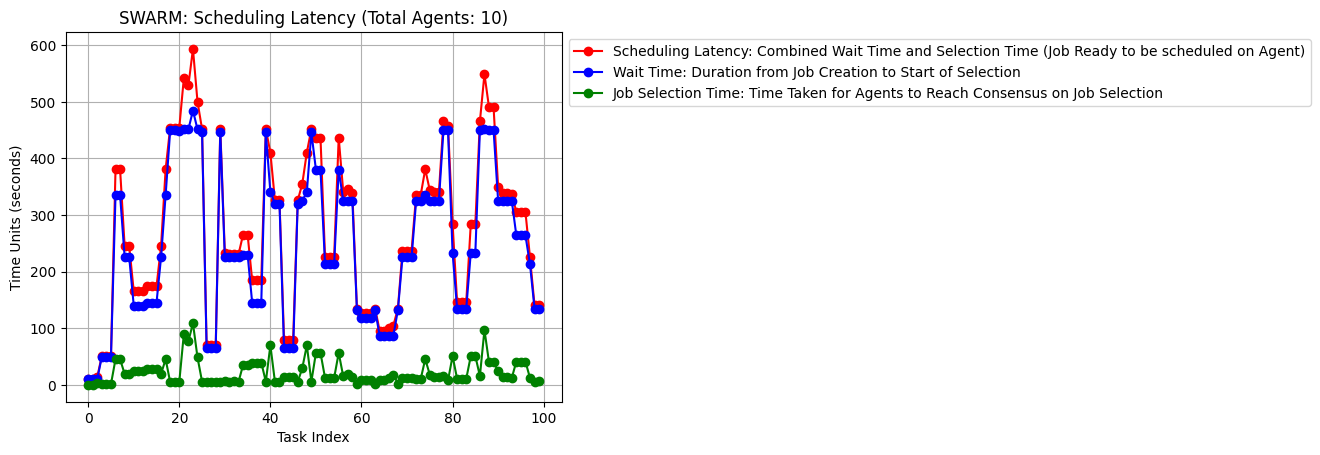 SWARM: Scheduling Latency (Total Agents: 10)
Scheduling Latency: Combined Wait Time and Selection Time (Job Ready to be scheduled on Agent)
Wait Time: Duration from Job Creation to Start of Selection
Job Selection Time: Time Taken for Agents to Reach Consensus on Job Selection
Time Units (seconds)
600
500
400
300
200
100
0
0 20 40 60 80 100
Task Index